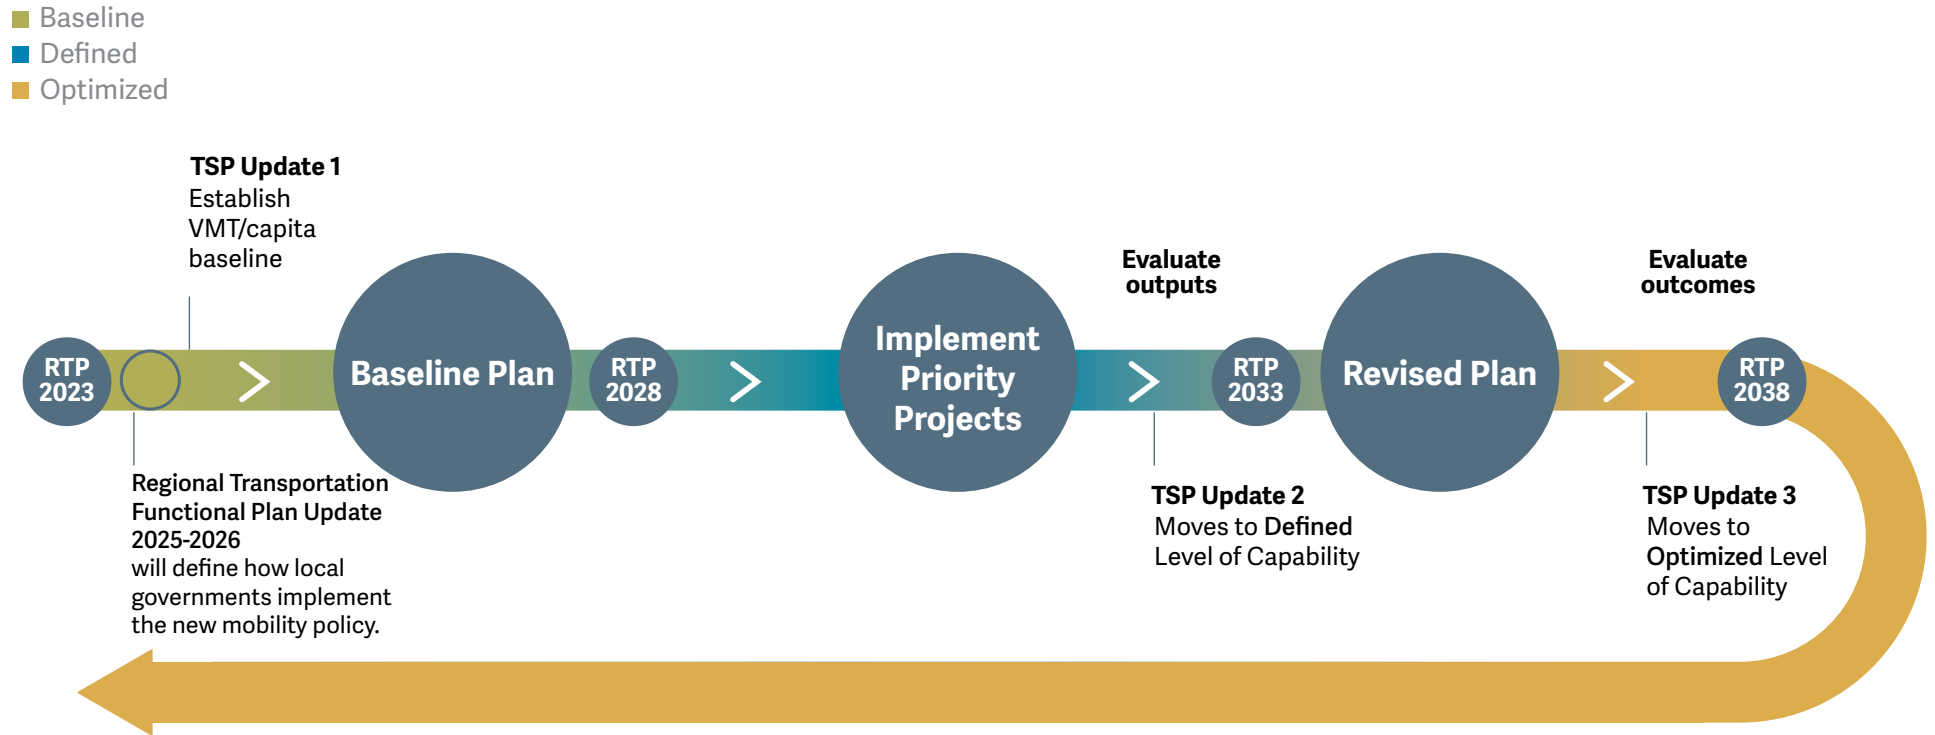 Baseline
Defined
Optimized
TSP Update 1
Establish
VMT/capita
baseline
RTP
2023
Regional Transportation
Functional Plan Update
2025-2026
will define how local
governments implement
the new mobility policy.
Baseline Plan
RTP
2028
Implement
Priority
Projects
Evaluate
outputs
TSP Update 2
Moves to Defined
Level of Capability
RTP
2033
Revised Plan
Evaluate
outcomes
TSP Update 3
Moves to
Optimized Level
of Capability
RTP
2038